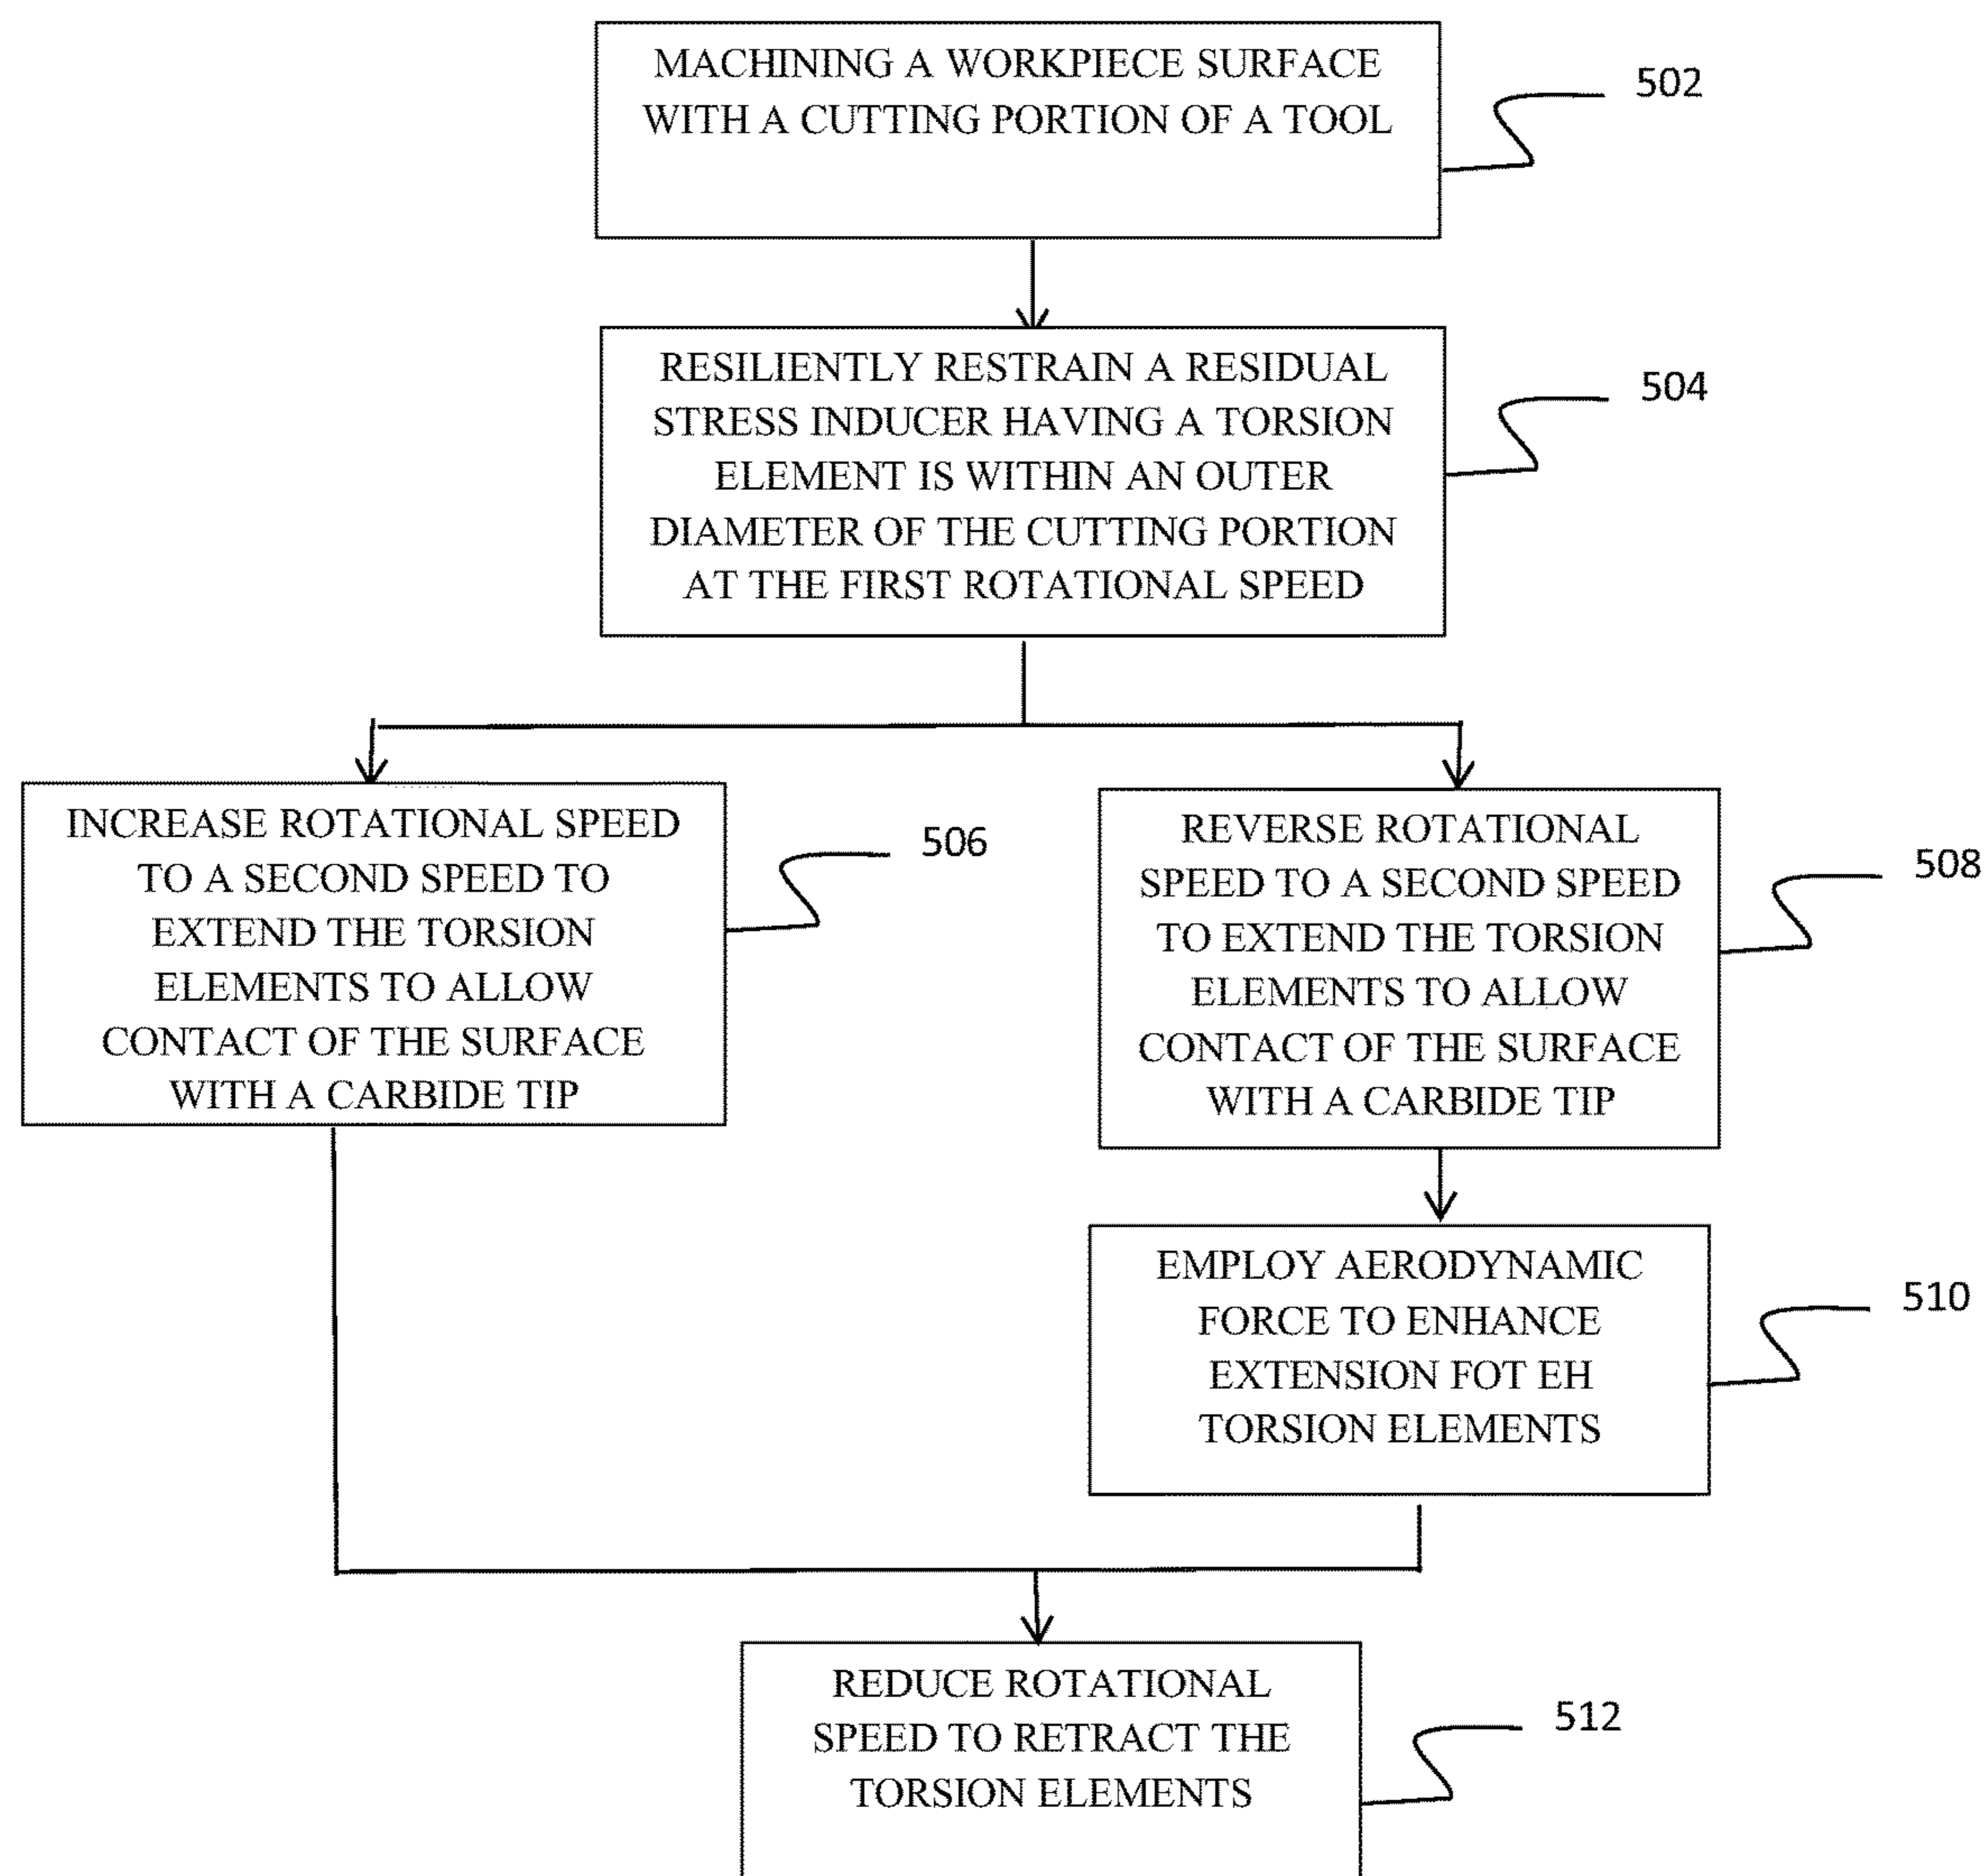 MACHINING A WORKPIECE SURFACE
WITH A CUTTING PORTION OF A TOOL
502
RESILIENTLY RESTRAIN A RESIDUAL
STRESS INDUCER HAVING A TORSION
ELEMENT IS WITHIN AN OUTER
DIAMETER OF THE CUTTING PORTION
AT THE FIRST ROTATIONAL SPEED
504
INCREASE ROTATIONAL SPEED
TO A SECOND SPEED TO
EXTEND THE TORSION
ELEMENTS TO ALLOW
CONTACT OF THE SURFACE
WITH A CARBIDE TIP
506
REVERSE ROTATIONAL
SPEED TO A SECOND SPEED
TO EXTEND THE TORSION
ELEMENTS TO ALLOW
CONTACT OF THE SURFACE
WITH A CARBIDE TIP
508
EMPLOY AERODYNAMIC
FORCE TO ENHANCE
EXTENSION FOT EH
TORSION ELEMENTS
510
REDUCE ROTATIONAL
SPEED TO RETRACT THE
TORSION ELEMENTS
512